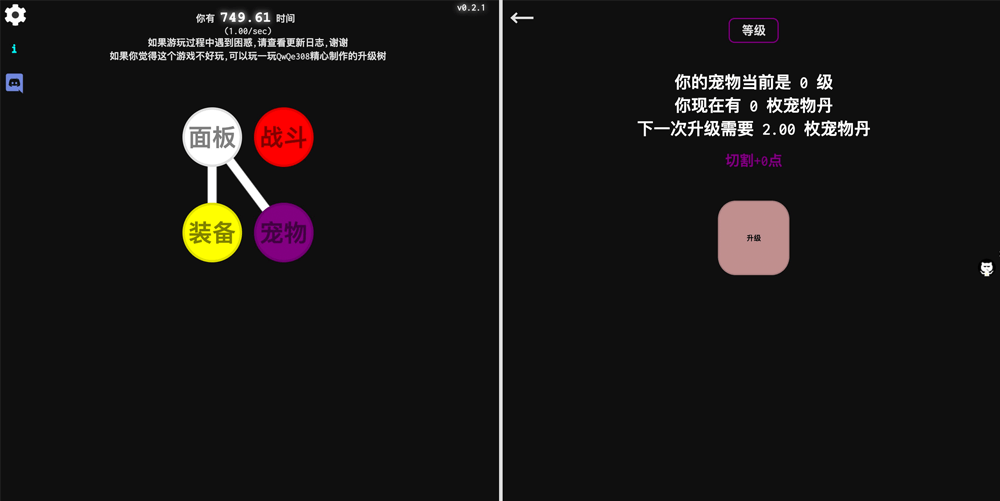 v0.2.1
你有 749.61 时间
(1.00/sec)
如果游玩过程中遇到困惑,请查看更新日志,谢谢
如果你觉得这个游戏不好玩,可以玩一玩QwQe308精心制作的升级树
i
面板
战斗
装备
宠物
等级
你的宠物当前是 0 级
你现在有 0 枚宠物丹
下一次升级需要 2.00 枚宠物丹
切割+0点
升级